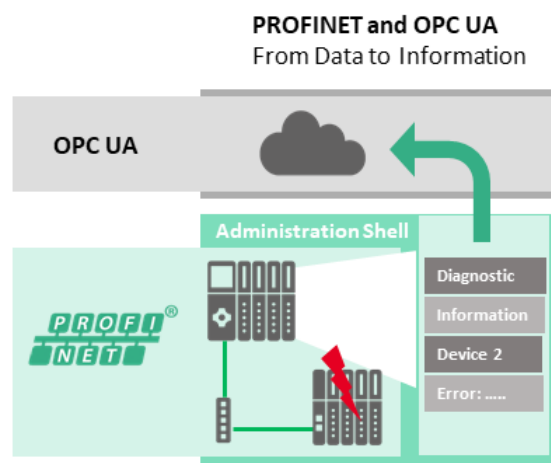 PROFINET and OPC UA
From Data to Information
OPC UA
Administration Shell
Diagnostic
Information
Device 2
Error: .....
PROFI®
NET